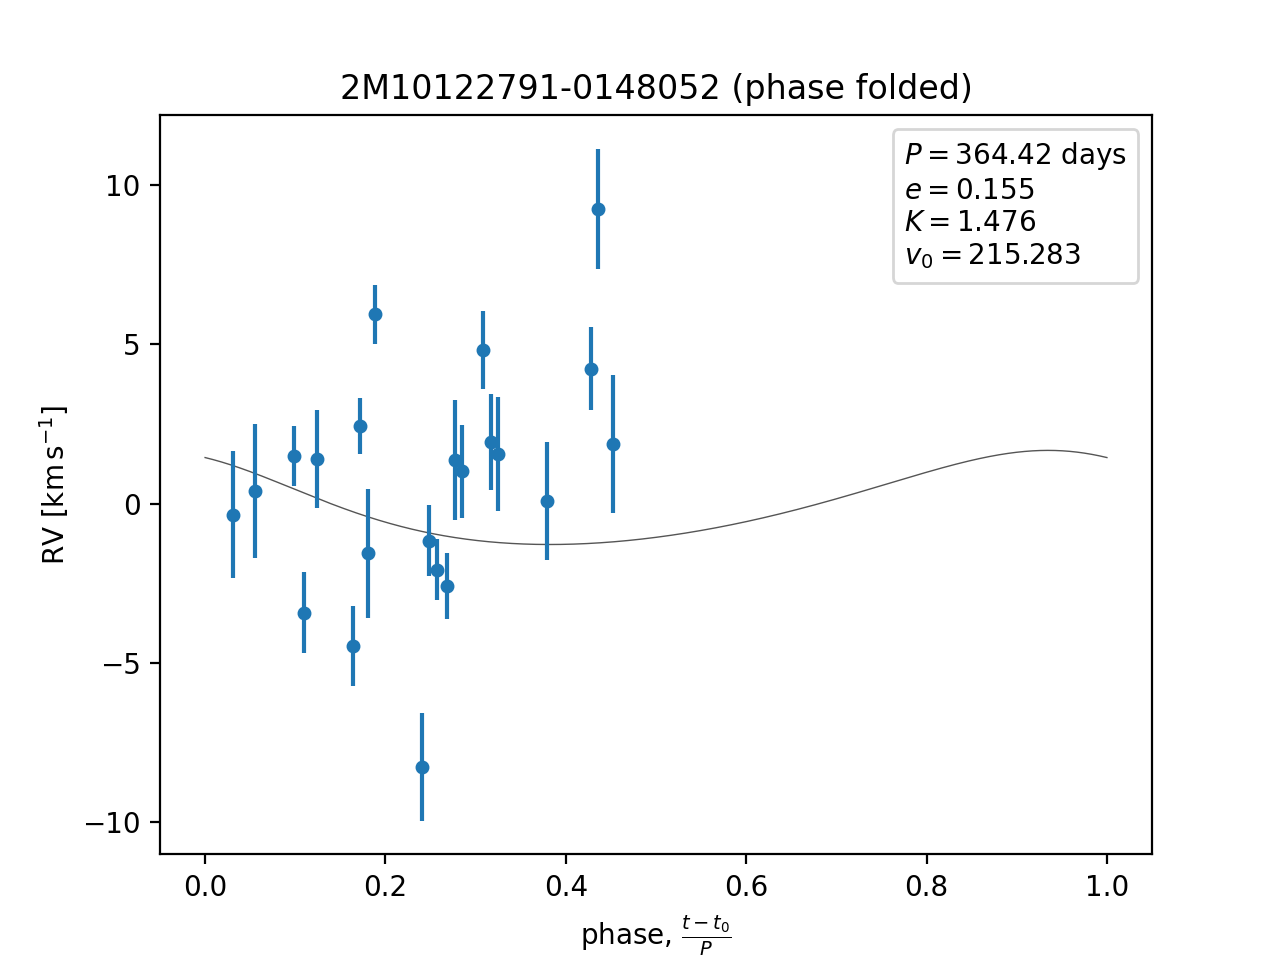 2M10122791-0148052 (phase folded)
P = 364.42 days
e = 0.155
K = 1.476
v₀ = 215.283
10
5
0
−5
−10
RV [km s⁻¹]
0.0 0.2 0.4 0.6 0.8 1.0
phase, (t − t₀)/P